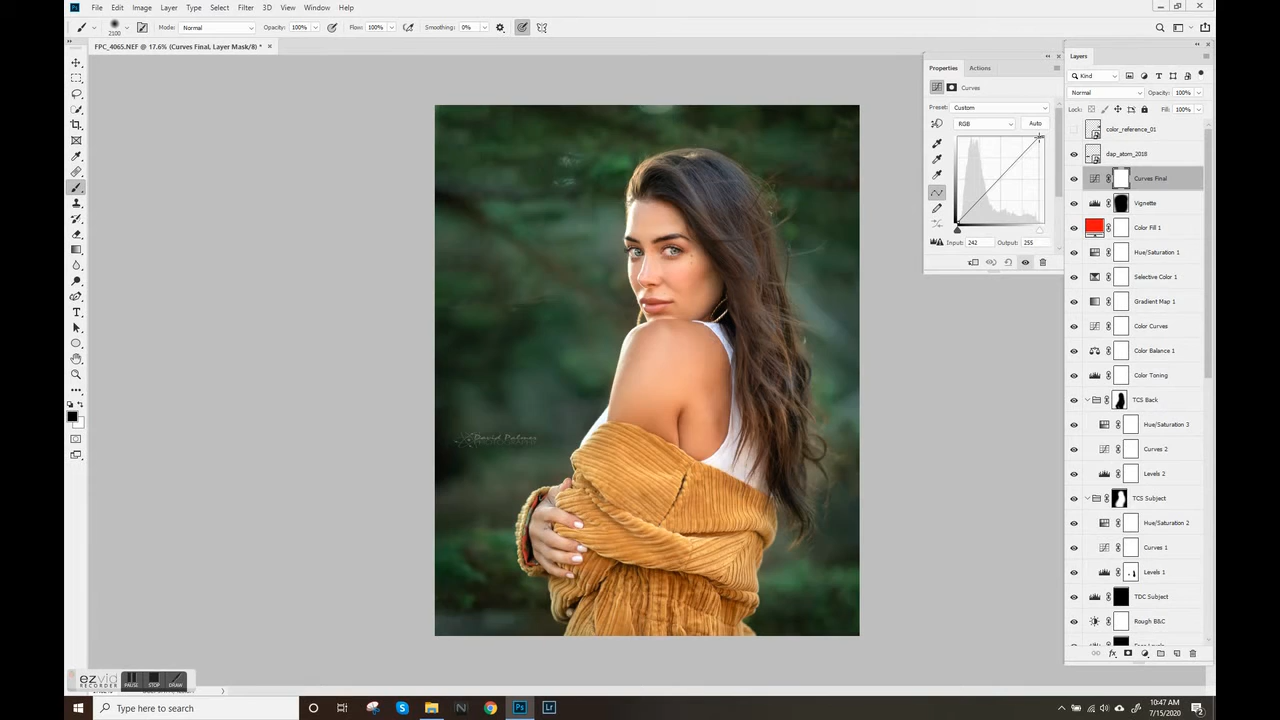 File Edit Image Layer Type Select Filter 3D View Window Help
2100 Mode: Normal Opacity: 100% Flow: 100% Smoothing: 0%
FPC_4065.NEF @ 17.6% (Curves Final, Layer Mask/8) * ×
Properties Actions
Curves
Preset: Custom
RGB Auto
Input: 242 Output: 255
Layers
Kind
Normal Opacity: 100%
Lock: Fill: 100%
color_reference_01
dap_atom_2018
Curves Final
Vignette
Color Fill 1
Hue/Saturation 1
Selective Color 1
Gradient Map 1
Color Curves
Color Balance 1
Color Toning
TCS Back
Hue/Saturation 3
Curves 2
Levels 2
TCS Subject
Hue/Saturation 2
Curves 1
Levels 1
TDC Subject
Rough B&C
David Palmer
ezvid
RECORDER
PAUSE STOP DRAW
Type here to search
Ps Lr
10:47 AM
7/15/2020